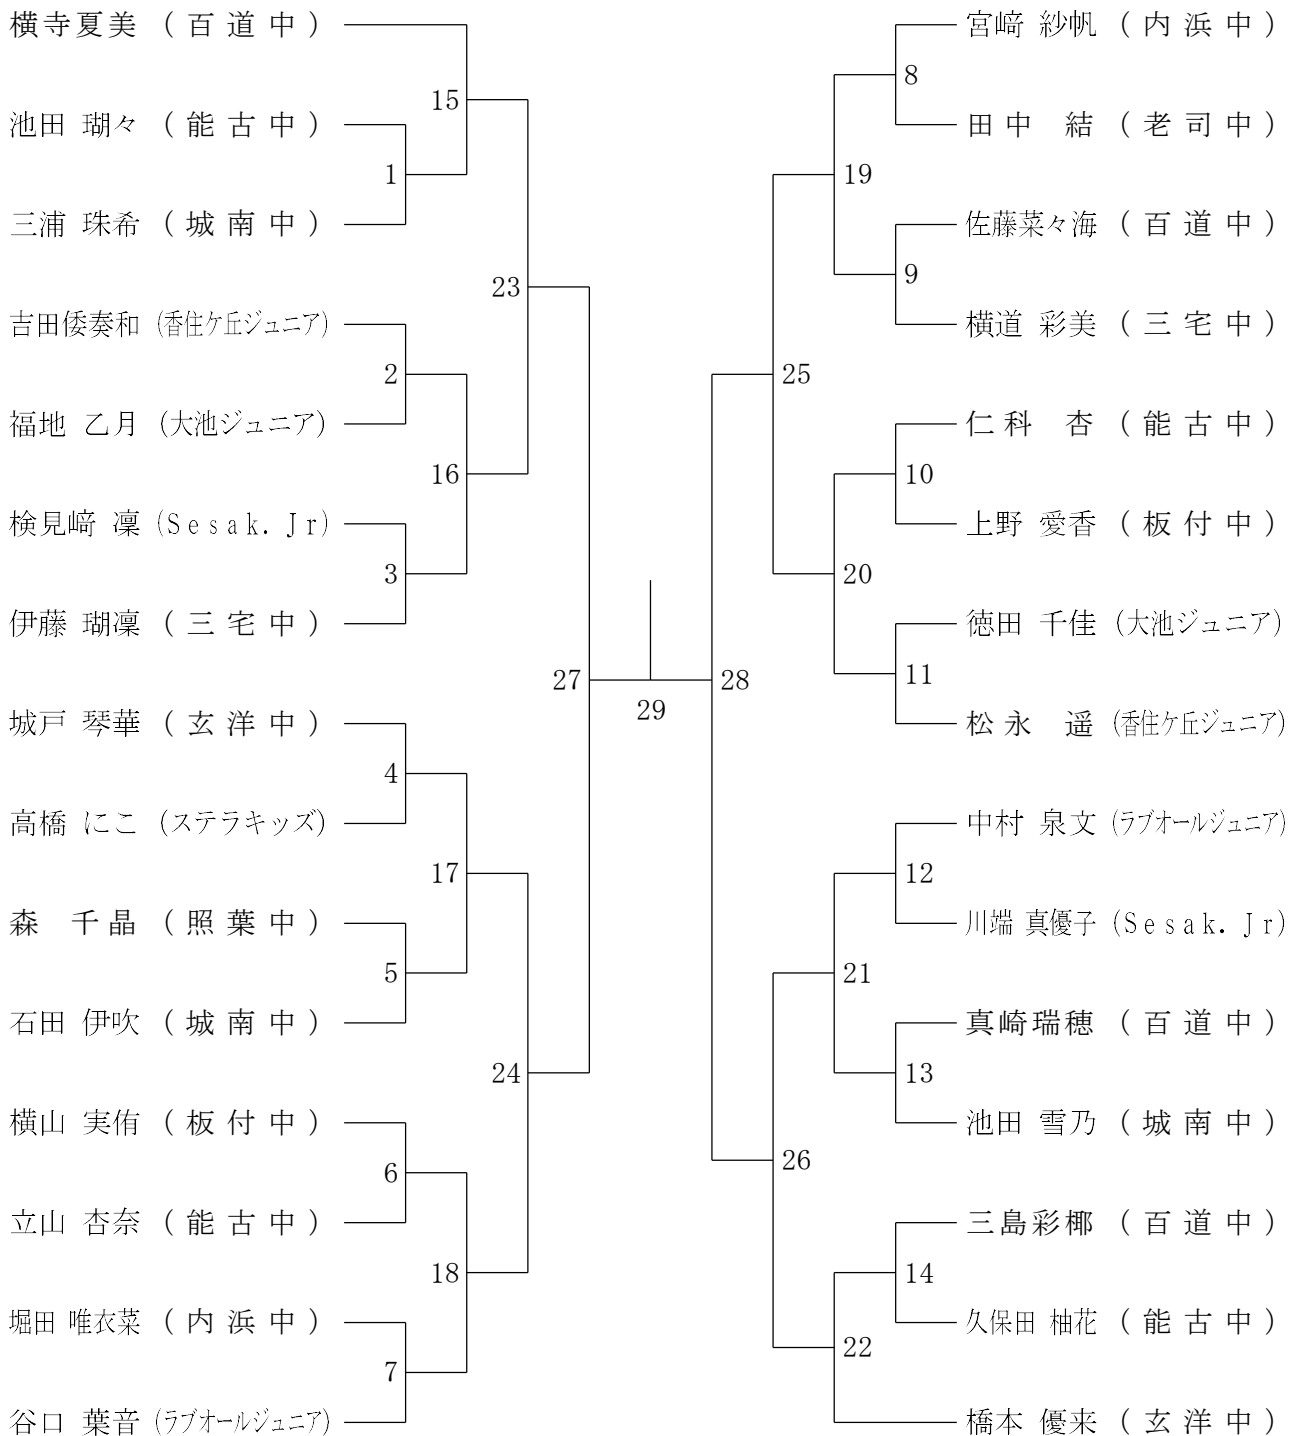 横寺夏美 (百道中)
15
池田 瑚々 (能古中)
1
三浦 珠希 (城南中)
23
吉田倭奏和 (香住ケ丘ジュニア)
2
福地 乙月 (大池ジュニア)
16
検見﨑 凜 (Sesak.Jr)
3
伊藤 瑚凜 (三宅中)
27
城戸 琴華 (玄洋中)
4
高橋 にこ (ステラキッズ)
17
森 千晶 (照葉中)
5
石田 伊吹 (城南中)
24
横山 実侑 (板付中)
6
立山 杏奈 (能古中)
18
堀田 唯衣菜 (内浜中)
7
谷口 葉音 (ラブオールジュニア)
29
宮﨑 紗帆 (内浜中)
8
田中 結 (老司中)
19
佐藤菜々海 (百道中)
9
横道 彩美 (三宅中)
25
仁科 杏 (能古中)
10
上野 愛香 (板付中)
20
徳田 千佳 (大池ジュニア)
11
28
松永 遥 (香住ケ丘ジュニア)
中村 泉文 (ラブオールジュニア)
12
川端 真優子 (Sesak.Jr)
21
真崎瑞穂 (百道中)
13
池田 雪乃 (城南中)
26
三島彩椰 (百道中)
14
久保田 柚花 (能古中)
22
橋本 優来 (玄洋中)